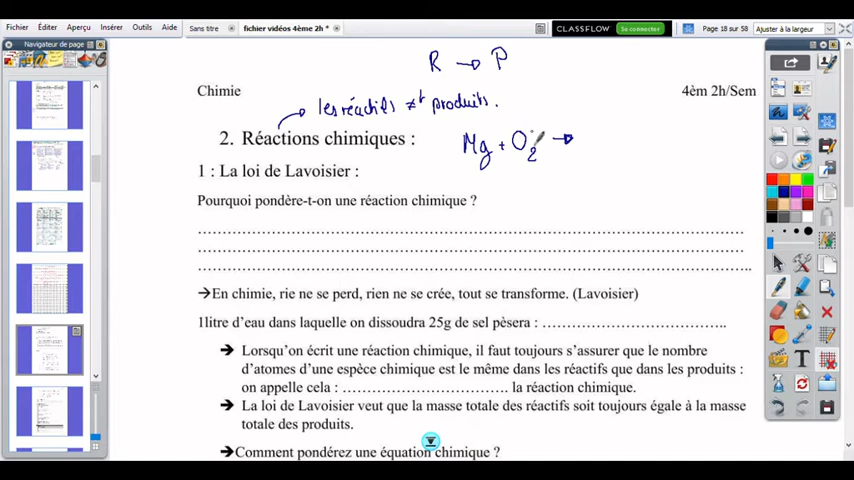 Fichier Éditer Aperçu Insérer Outils Aide
Sans titre
fichier vidéos 4ème 2h *
CLASSFLOW
Se connecter
Page 18 sur 58
Ajuster à la largeur
Navigateur de page
R → P
Chimie
4èm 2h/Sem
les réactifs ≠t produits.
2. Réactions chimiques :
Mg + O2 →
1 : La loi de Lavoisier :
Pourquoi pondère-t-on une réaction chimique ?
…………………………………………………………………………………………
…………………………………………………………………………………………
…………………………………………………………………………………………..
→En chimie, rie ne se perd, rien ne se crée, tout se transforme. (Lavoisier)
1litre d’eau dans laquelle on dissoudra 25g de sel pèsera : ………………………………..
➔ Lorsqu’on écrit une réaction chimique, il faut toujours s’assurer que le nombre
d’atomes d’une espèce chimique est le même dans les réactifs que dans les produits :
on appelle cela : ……………………………. la réaction chimique.
➔ La loi de Lavoisier veut que la masse totale des réactifs soit toujours égale à la masse
totale des produits.
➔Comment pondérez une équation chimique ?
T